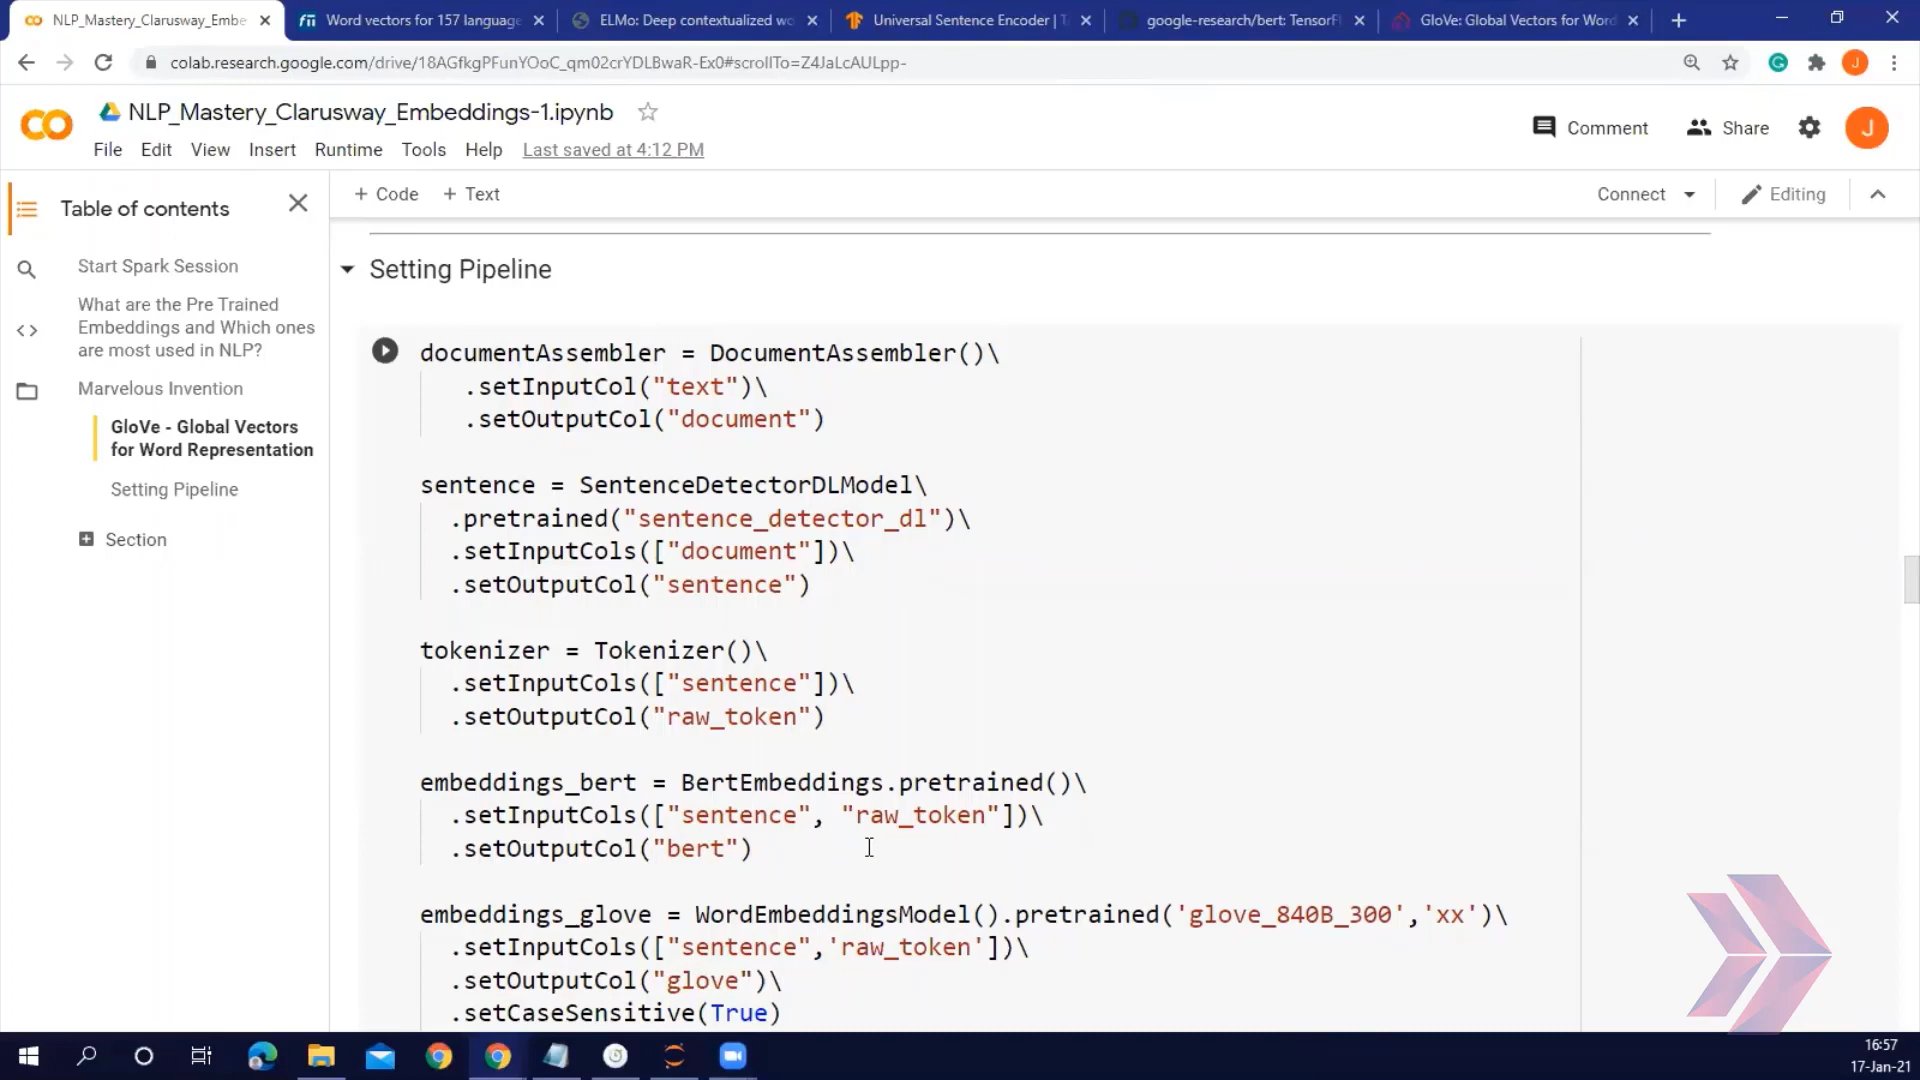 NLP_Mastery_Clarusway_Embe
Word vectors for 157 language
ELMo: Deep contextualized wo
Universal Sentence Encoder | T
google-research/bert: TensorFl
GloVe: Global Vectors for Word
colab.research.google.com/drive/18AGfkgPFunYOoC_qm02crYDLBwaR-Ex0#scrollTo=Z4JaLcAULpp-
NLP_Mastery_Clarusway_Embeddings-1.ipynb
Comment
Share
J
File Edit View Insert Runtime Tools Help Last saved at 4:12 PM
Table of contents
+ Code + Text
Connect
Editing
Start Spark Session
What are the Pre Trained
Embeddings and Which ones
are most used in NLP?
Marvelous Invention
GloVe - Global Vectors
for Word Representation
Setting Pipeline
Section
Setting Pipeline
documentAssembler = DocumentAssembler()\
.setInputCol("text")\
.setOutputCol("document")
sentence = SentenceDetectorDLModel\
.pretrained("sentence_detector_dl")\
.setInputCols(["document"])\
.setOutputCol("sentence")
tokenizer = Tokenizer()\
.setInputCols(["sentence"])\
.setOutputCol("raw_token")
embeddings_bert = BertEmbeddings.pretrained()\
.setInputCols(["sentence", "raw_token"])\
.setOutputCol("bert")
embeddings_glove = WordEmbeddingsModel().pretrained('glove_840B_300','xx')\
.setInputCols(["sentence",'raw_token'])\
.setOutputCol("glove")\
.setCaseSensitive(True)
16:57
17-Jan-21